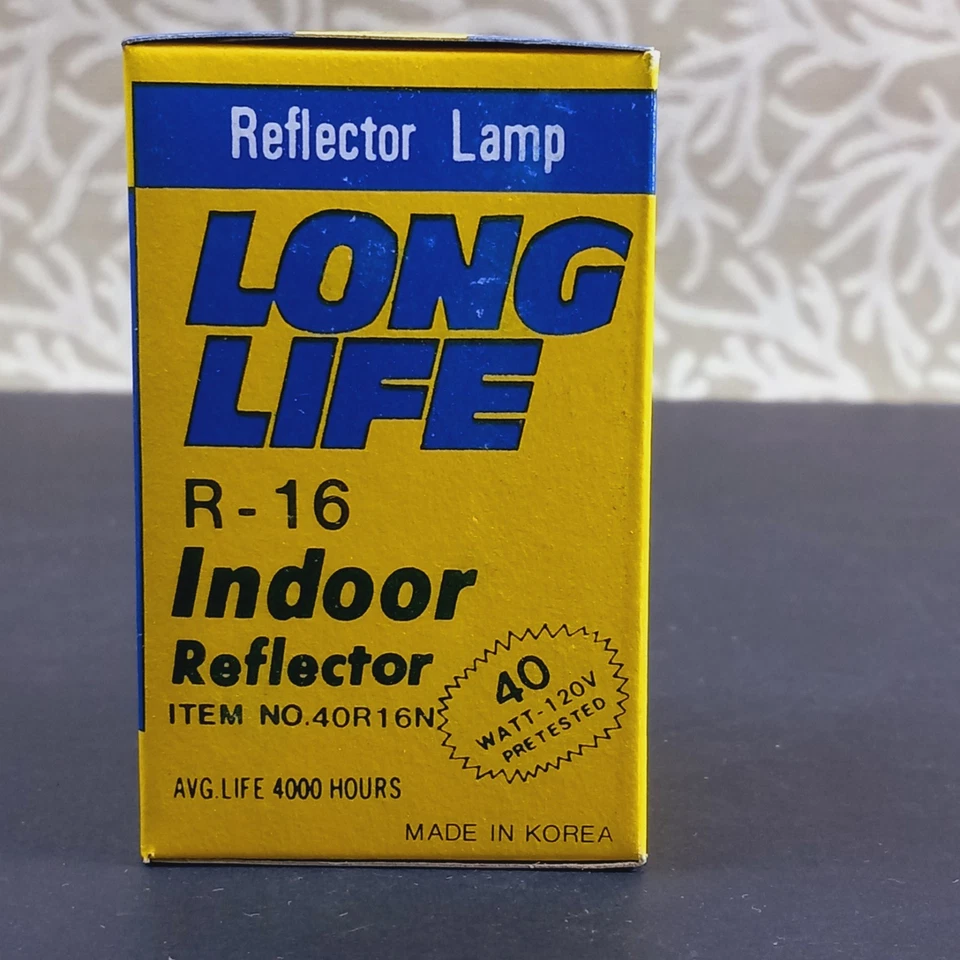 Reflector Lamp
LONG
LIFE
R-16
Indoor
Reflector
ITEM NO.40R16N
40
WATT-120V
PRETESTED
AVG.LIFE 4000 HOURS
MADE IN KOREA